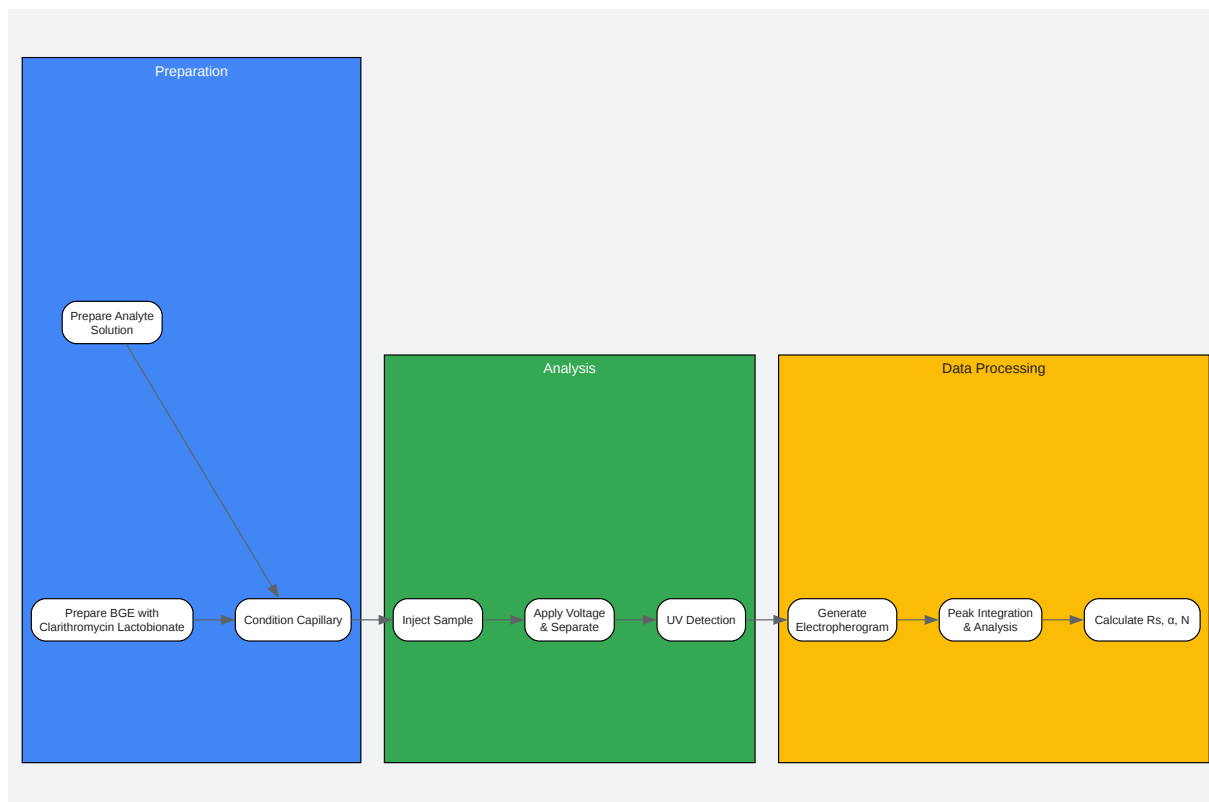 Preparation
Prepare Analyte
Solution
Prepare BGE with
Clarithromycin Lactobionate
Condition Capillary
Analysis
Inject Sample
Apply Voltage
& Separate
UV Detection
Data Processing
Generate
Electropherogram
Peak Integration
& Analysis
Calculate Rs, α, N